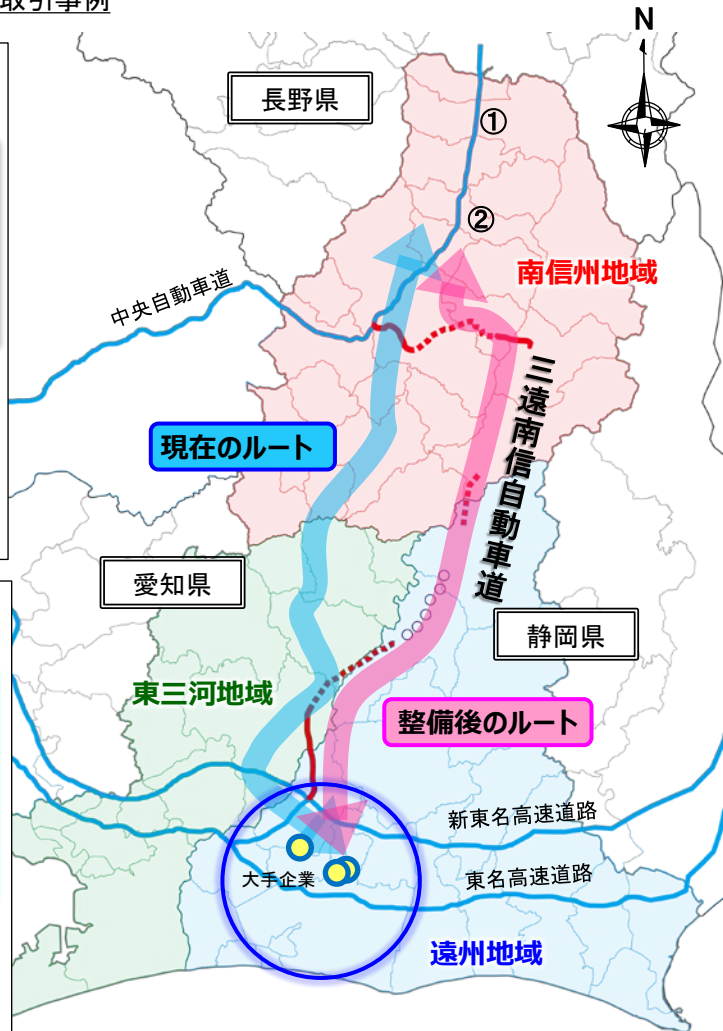 取引事例
N
長野県
①
②
南信州地域
中央自動車道
三遠南信自動車道
現在のルート
愛知県
静岡県
東三河地域
整備後のルート
新東名高速道路
大手企業
東名高速道路
遠州地域